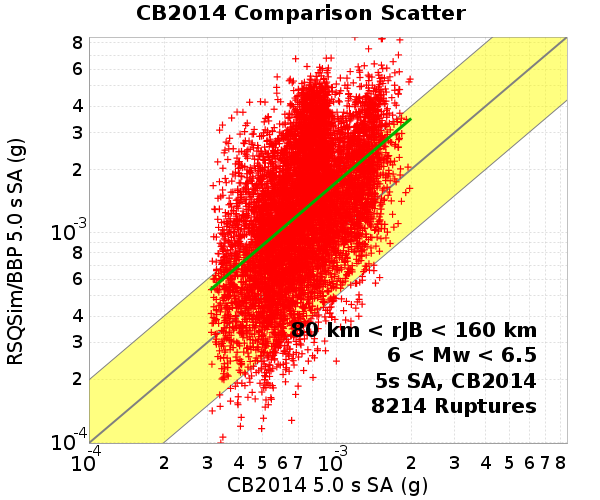 CB2014 Comparison Scatter
RSQSim/BBP 5.0 s SA (g)
8
6
4
3
2
10-3
8
6
4
3
2
10-4
80 km < rJB < 160 km
6 < Mw < 6.5
5s SA, CB2014
8214 Ruptures
10-4 2 3 4 5 6 7 10-3 2 3 4 5 6 7 8
CB2014 5.0 s SA (g)